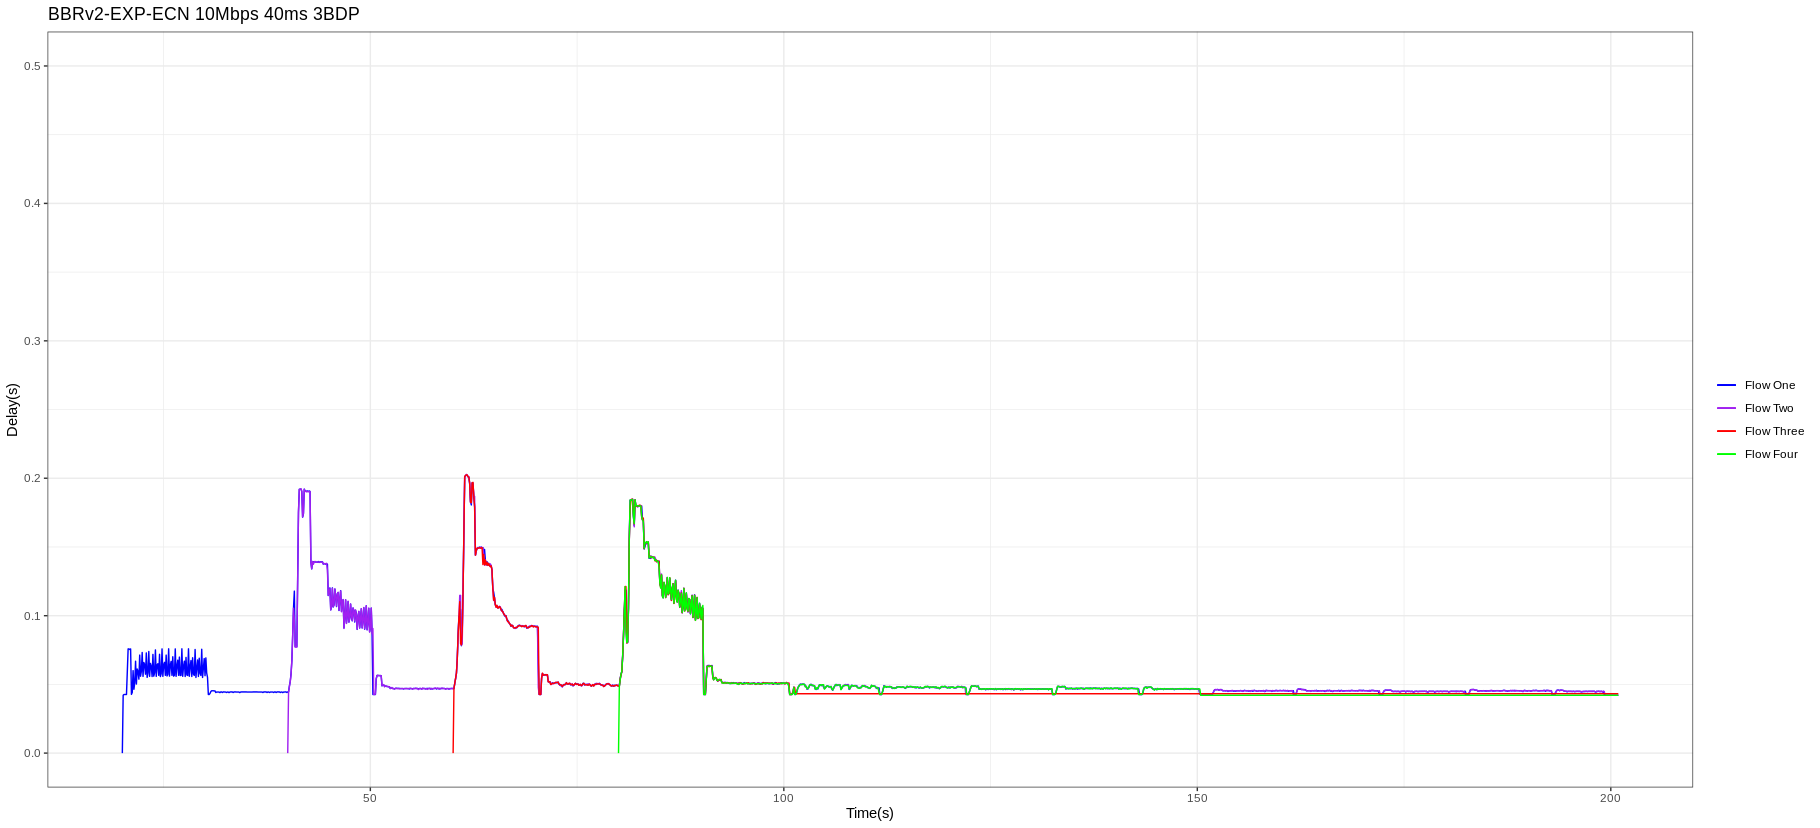 BBRv2-EXP-ECN 10Mbps 40ms 3BDP
0.5
0.4
0.3
0.2
0.1
0.0
Delay(s)
50
100
150
200
Time(s)
Flow One
Flow Two
Flow Three
Flow Four